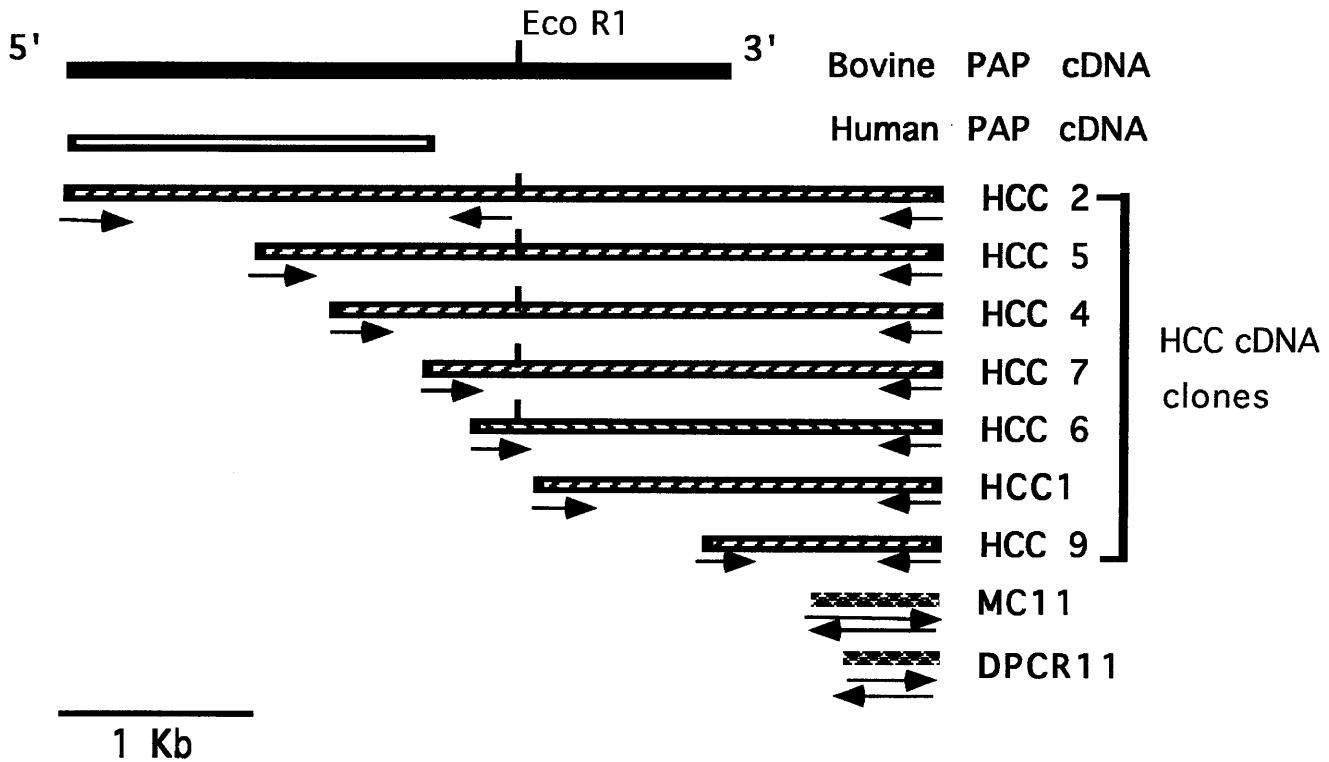 5'
Eco R1
3'
Bovine PAP cDNA
Human PAP cDNA
HCC 2
HCC 5
HCC 4
HCC 7
HCC 6
HCC1
HCC 9
HCC cDNA
clones
MC11
DPCR11
1 Kb